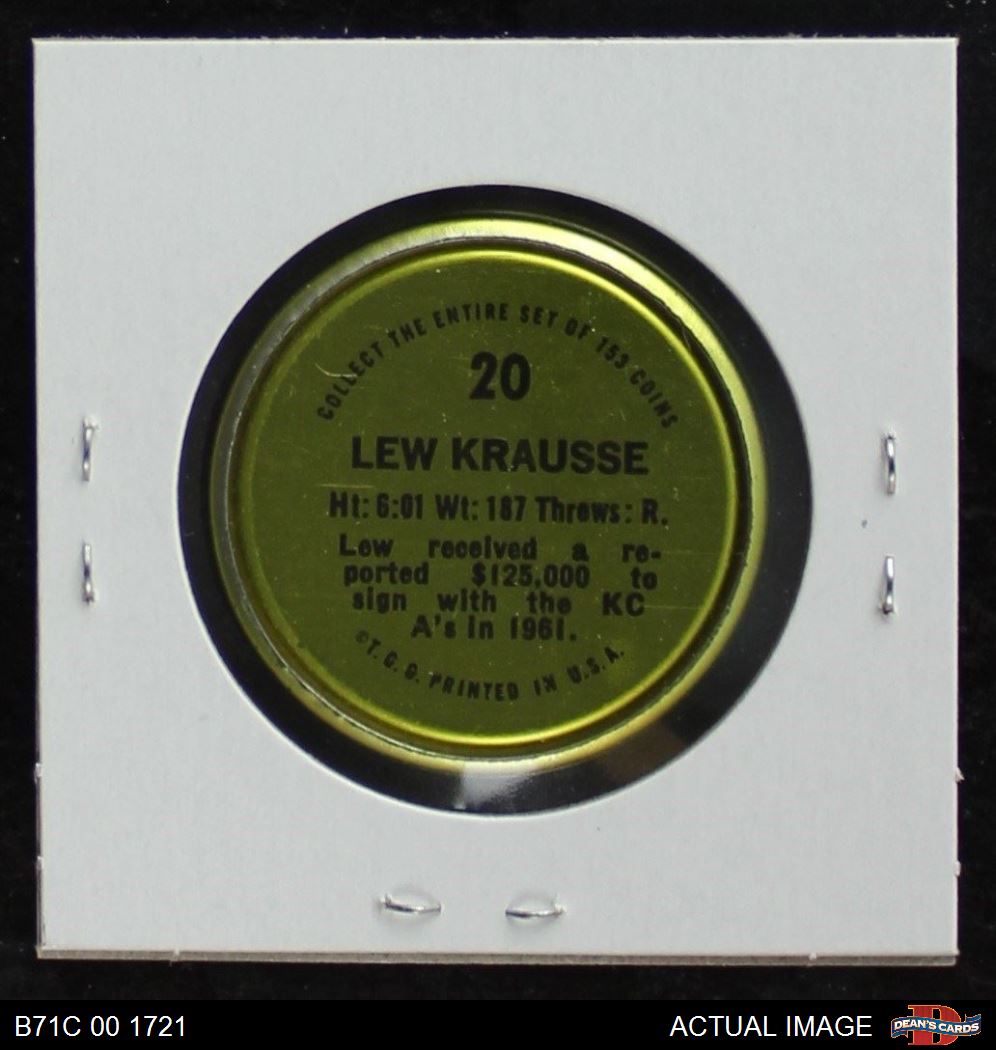 COLLECT THE ENTIRE SET OF 153 COINS
20
LEW KRAUSSE
Ht: 6:01 Wt: 187 Throws: R.
Lew received a re-
ported $125,000 to
sign with the KC
A's in 1961.
©T. C. G. PRINTED IN U.S.A.
B71C 00 1721
ACTUAL IMAGE
DEAN'S CARDS